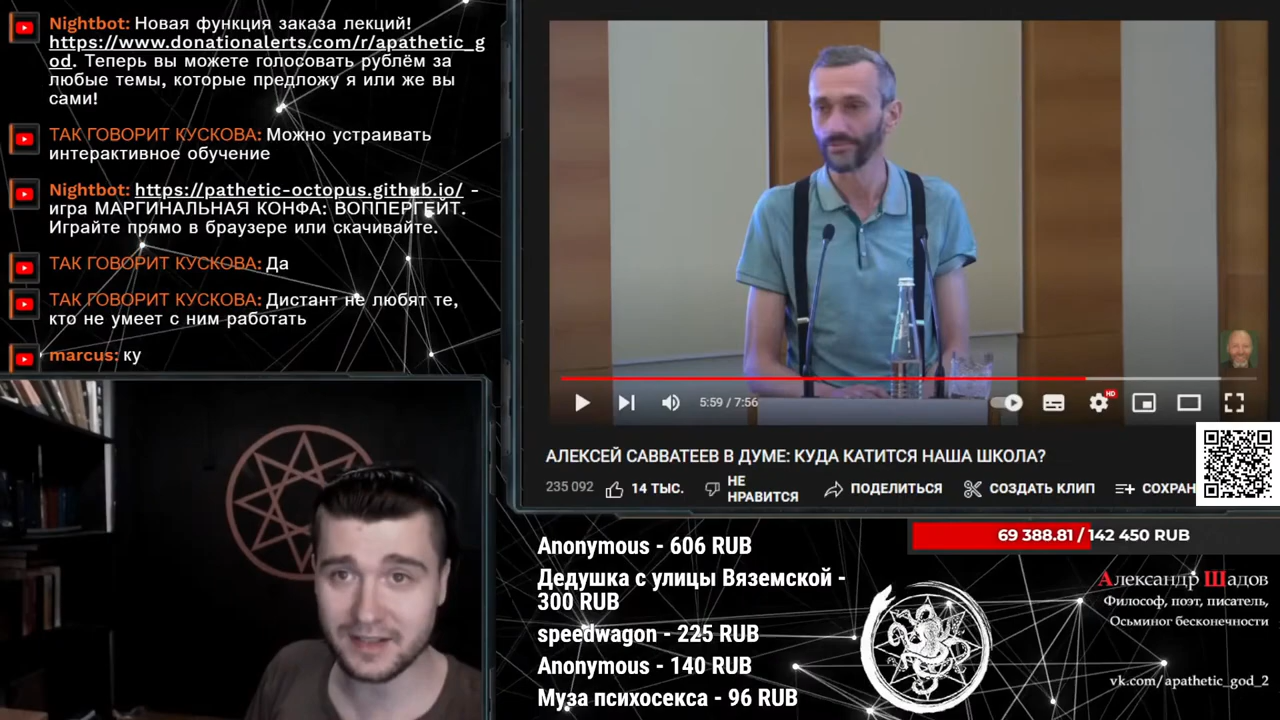 Nightbot: Новая функция заказа лекций!
https://www.donationalerts.com/r/apathetic_g
od. Теперь вы можете голосовать рублём за
любые темы, которые предложу я или же вы
сами!
ТАК ГОВОРИТ КУСКОВА: Можно устраивать
интерактивное обучение
Nightbot: https://pathetic-octopus.github.io/ -
игра МАРГИНАЛЬНАЯ КОНФА: ВОППЕРГЕЙТ.
Играйте прямо в браузере или скачивайте.
ТАК ГОВОРИТ КУСКОВА: Да
ТАК ГОВОРИТ КУСКОВА: Дистант не любят те,
кто не умеет с ним работать
marcus: ку
5:59 / 7:56
HD
АЛЕКСЕЙ САВВАТЕЕВ В ДУМЕ: КУДА КАТИТСЯ НАША ШКОЛА?
235 092
14 ТЫС.
НЕ
НРАВИТСЯ
ПОДЕЛИТЬСЯ
СОЗДАТЬ КЛИП
СОХРАН
Anonymous - 606 RUB
Дедушка с улицы Вяземской -
300 RUB
speedwagon - 225 RUB
Anonymous - 140 RUB
Муза психосекса - 96 RUB
69 388.81 / 142 450 RUB
Александр Шадов
Философ, поэт, писатель,
Осьминог бесконечности
vk.com/apathetic_god_2